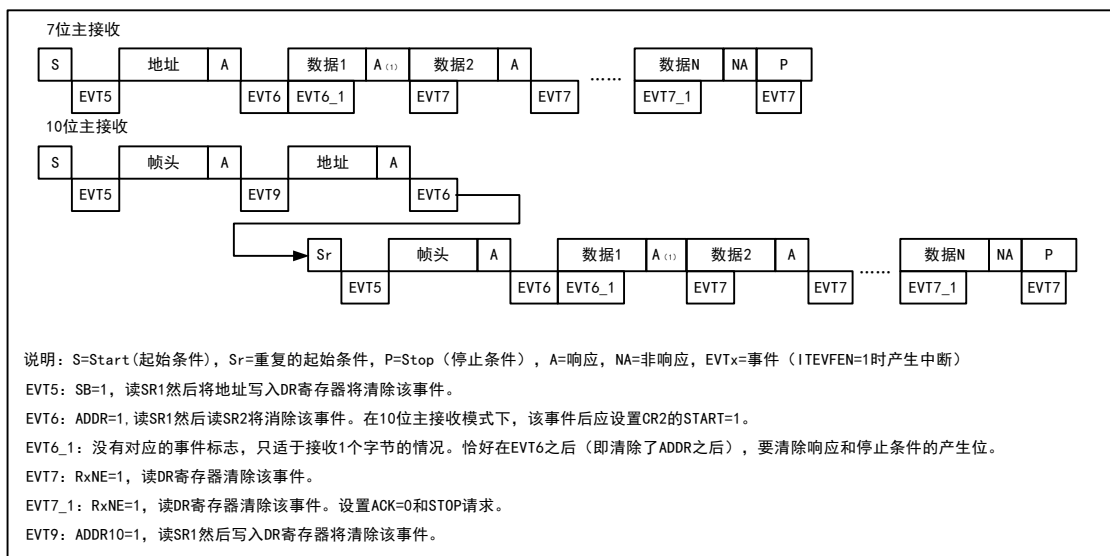 7位主接收
S 地址 A 数据1 A(1) 数据2 A …… 数据N NA P
EVT5 EVT6 EVT6_1 EVT7 EVT7 EVT7_1 EVT7
10位主接收
S 帧头 A 地址 A
EVT5 EVT9 EVT6
Sr 帧头 A 数据1 A(1) 数据2 A …… 数据N NA P
EVT5 EVT6 EVT6_1 EVT7 EVT7 EVT7_1 EVT7
说明：S=Start(起始条件)，Sr=重复的起始条件，P=Stop（停止条件），A=响应，NA=非响应，EVTx=事件（ITEVFEN=1时产生中断）
EVT5：SB=1，读SR1然后将地址写入DR寄存器将清除该事件。
EVT6：ADDR=1,读SR1然后读SR2将消除该事件。在10位主接收模式下，该事件后应设置CR2的START=1。
EVT6_1：没有对应的事件标志，只适于接收1个字节的情况。恰好在EVT6之后（即清除了ADDR之后），要清除响应和停止条件的产生位。
EVT7：RxNE=1，读DR寄存器清除该事件。
EVT7_1：RxNE=1，读DR寄存器清除该事件。设置ACK=0和STOP请求。
EVT9：ADDR10=1，读SR1然后写入DR寄存器将清除该事件。